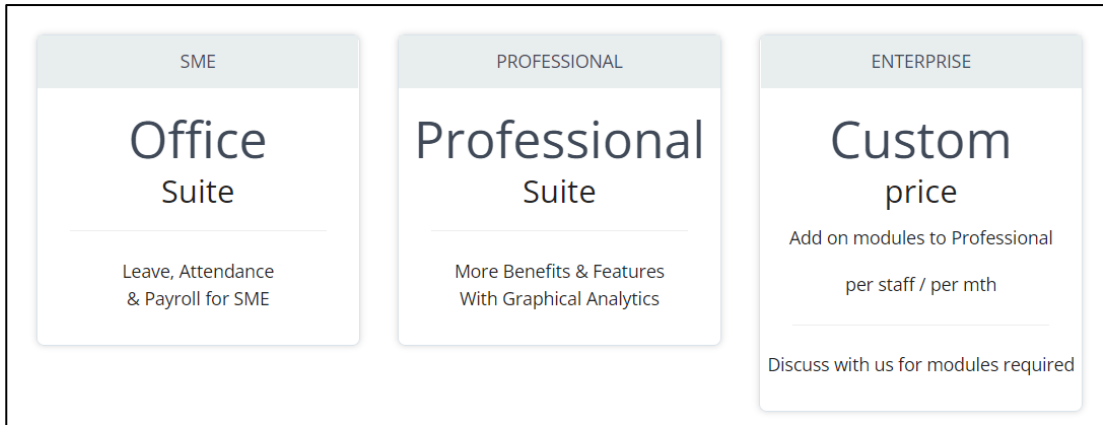 SME
Office
Suite
Leave, Attendance
& Payroll for SME
PROFESSIONAL
Professional
Suite
More Benefits & Features
With Graphical Analytics
ENTERPRISE
Custom
price
Add on modules to Professional
per staff / per mth
Discuss with us for modules required